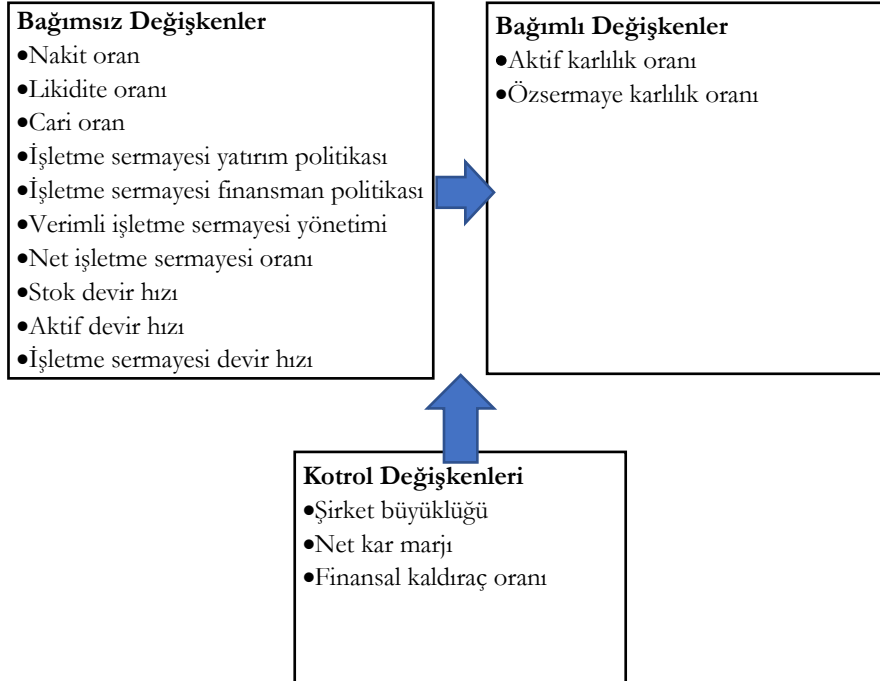 Bağımsız Değişkenler
•Nakit oran
•Likidite oranı
•Cari oran
•İşletme sermayesi yatırım politikası
•İşletme sermayesi finansman politikası
•Verimli işletme sermayesi yönetimi
•Net işletme sermayesi oranı
•Stok devir hızı
•Aktif devir hızı
•İşletme sermayesi devir hızı
Bağımlı Değişkenler
•Aktif karlılık oranı
•Özsermaye karlılık oranı
Kotrol Değişkenleri
•Şirket büyüklüğü
•Net kar marjı
•Finansal kaldıraç oranı